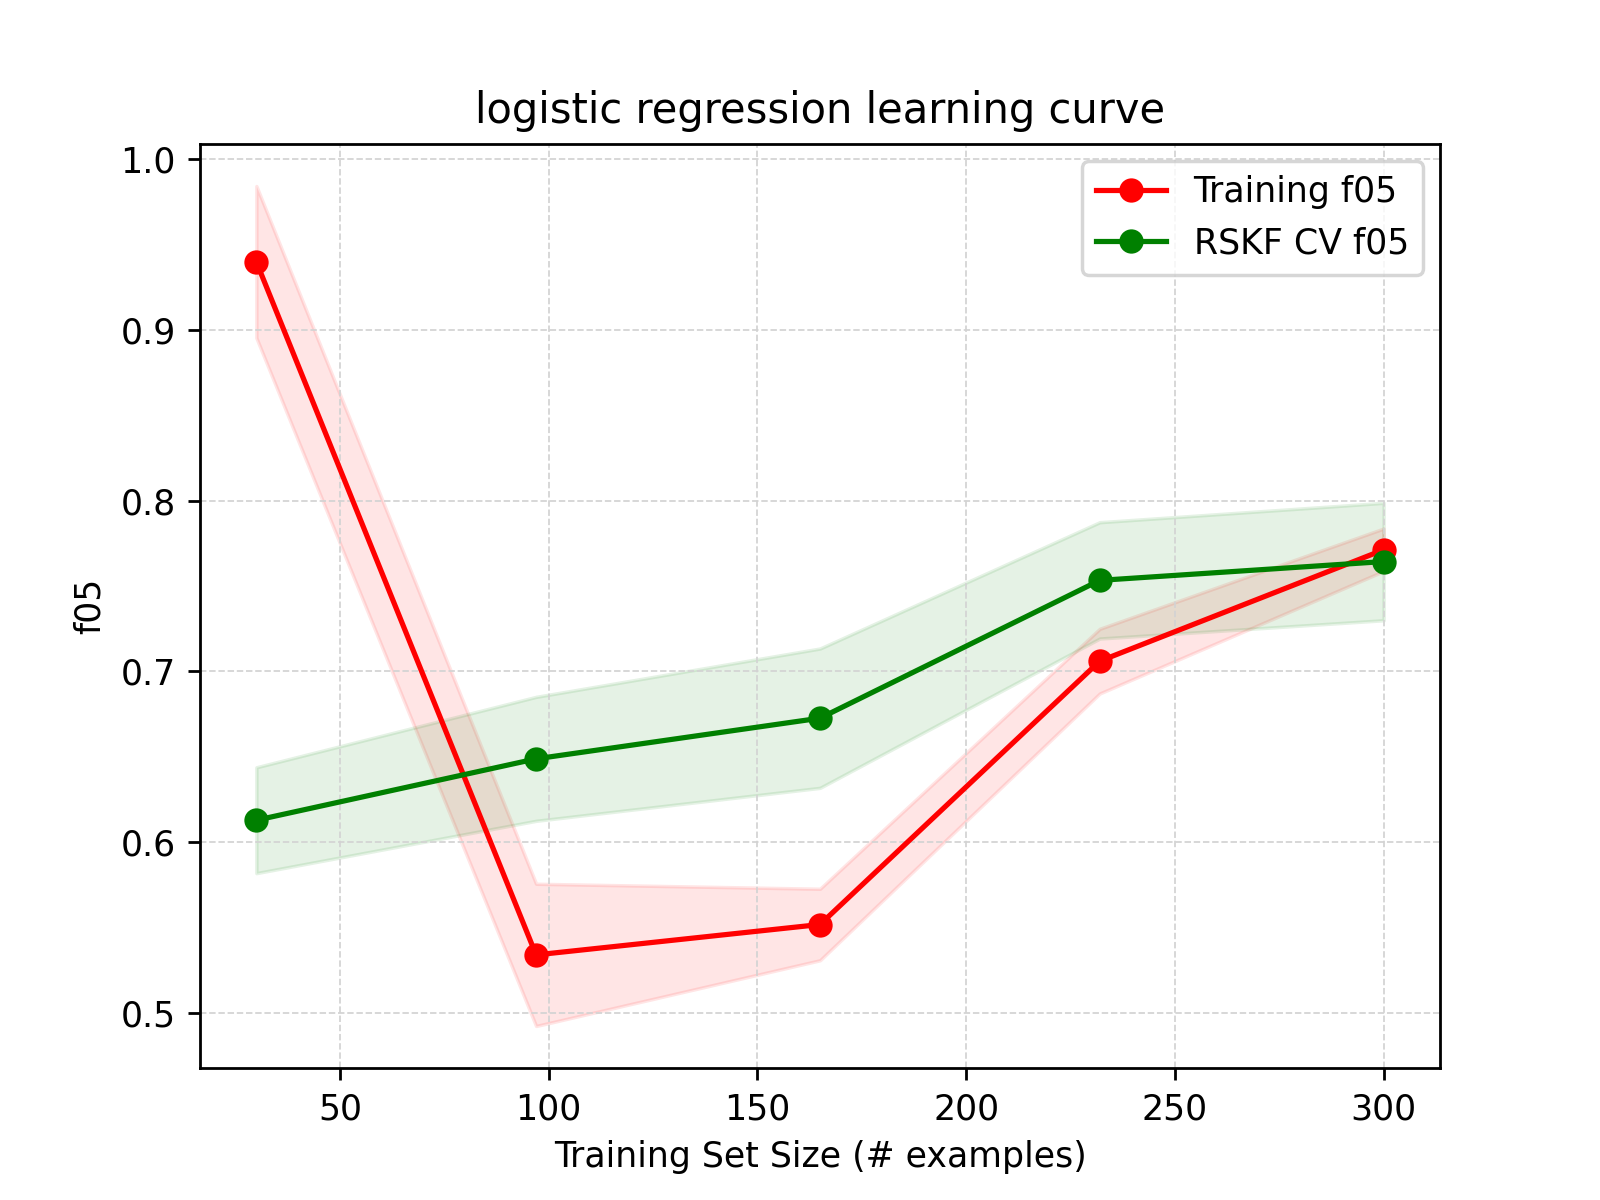 logistic regression learning curve
1.0
0.9
0.8
0.7
0.6
0.5
f05
Training f05
RSKF CV f05
50 100 150 200 250 300
Training Set Size (# examples)